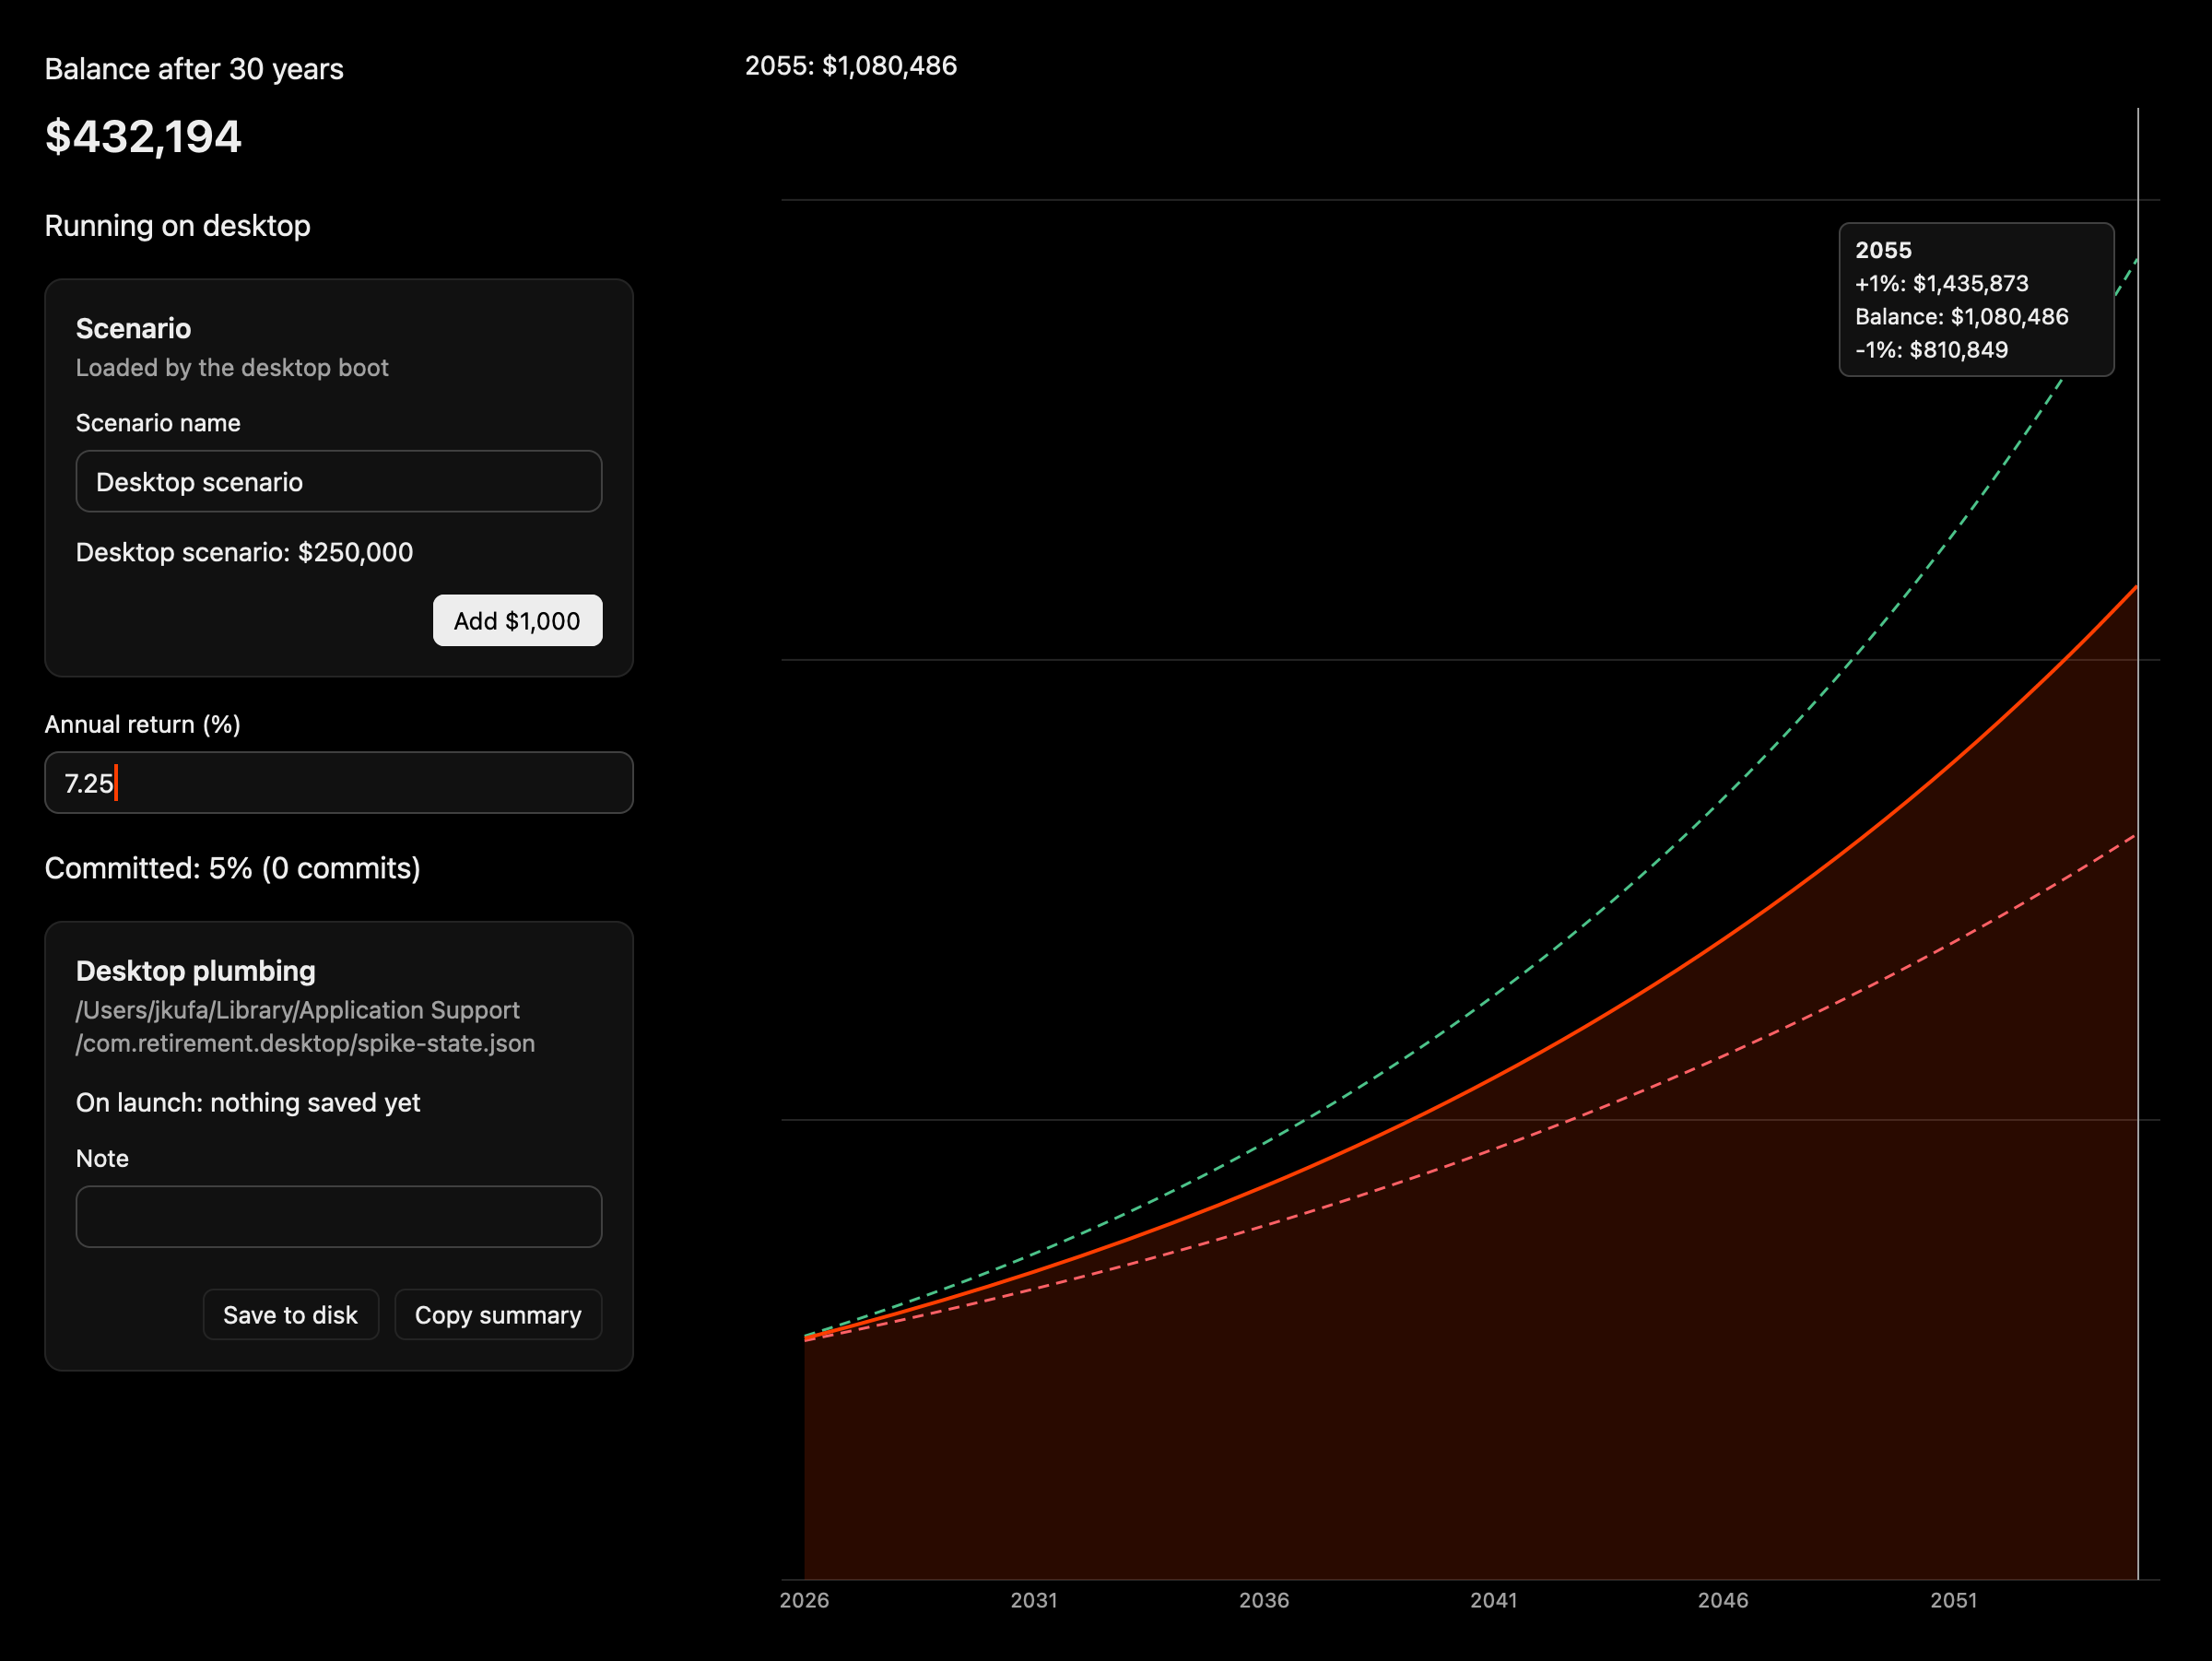 Balance after 30 years
$432,194
Running on desktop
Scenario
Loaded by the desktop boot
Scenario name
Desktop scenario
Desktop scenario: $250,000
Add $1,000
Annual return (%)
7.25
Committed: 5% (0 commits)
Desktop plumbing
/Users/jkufa/Library/Application Support
/com.retirement.desktop/spike-state.json
On launch: nothing saved yet
Note
Save to disk
Copy summary
2055: $1,080,486
2055
+1%: $1,435,873
Balance: $1,080,486
-1%: $810,849
2026
2031
2036
2041
2046
2051